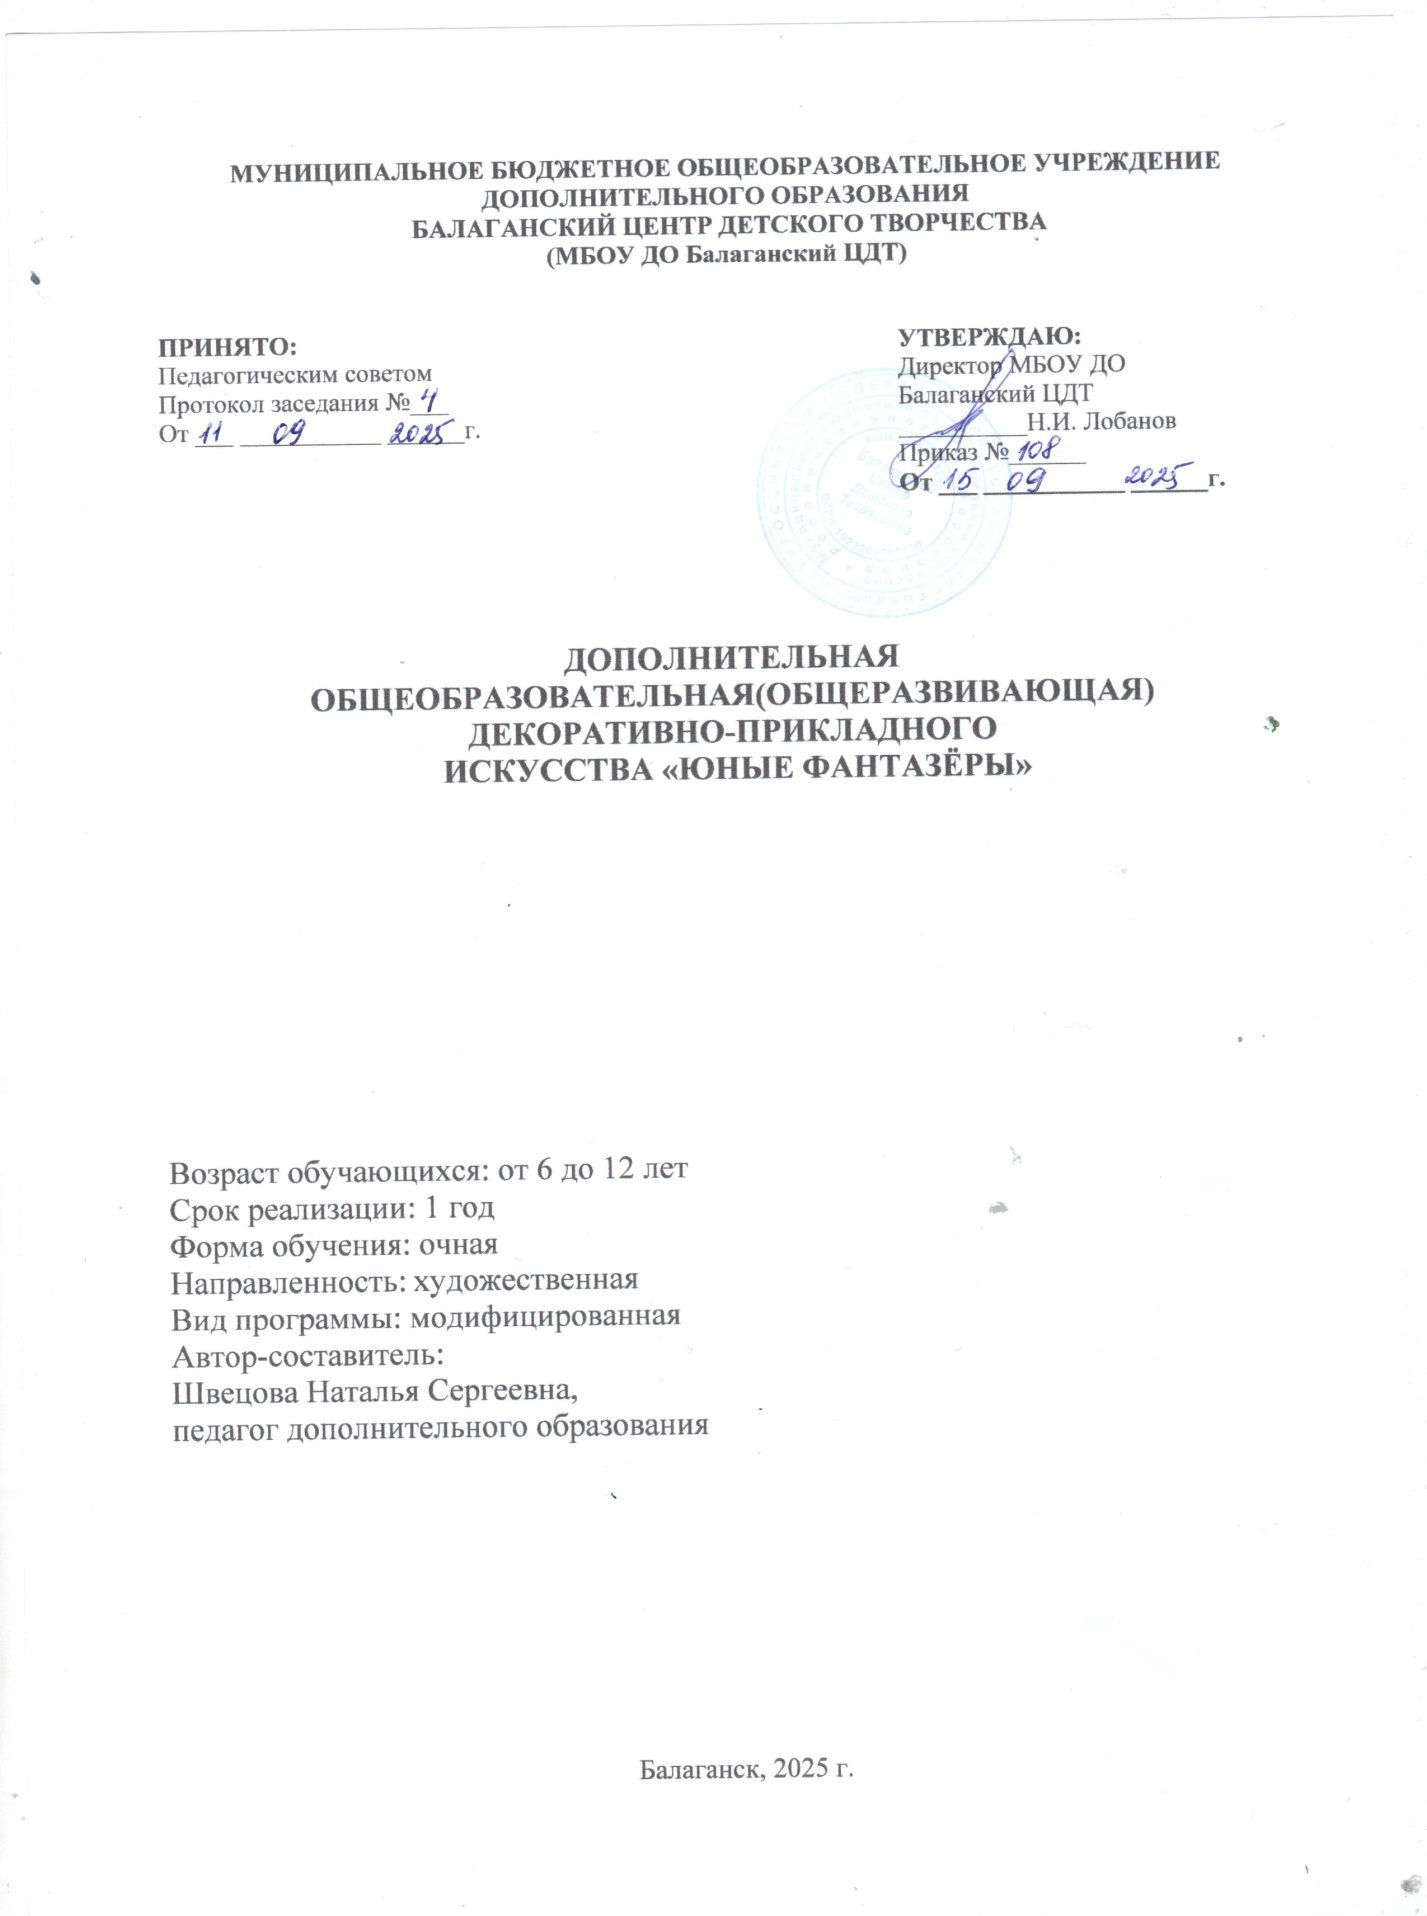 МУНИЦИПАЛЬНОЕ БЮДЖЕТНОЕ ОБЩЕОБРАЗОВАТЕЛЬНОЕ УЧРЕЖДЕНИЕ
ДОПОЛНИТЕЛЬНОГО ОБРАЗОВАНИЯ
БАЛАГАНСКИЙ ЦЕНТР ДЕТСКОГО ТВОРЧЕСТВА
(МБОУ ДО Балаганский ЦДТ)
ПРИНЯТО:
Педагогическим советом
Протокол заседания № 4
От 11 09 2025 г.
УТВЕРЖДАЮ:
Директор МБОУ ДО
Балаганский ЦДТ
__________Н.И. Лобанов
Приказ № 108
От 15 09 2025 г.
ДОПОЛНИТЕЛЬНАЯ
ОБЩЕОБРАЗОВАТЕЛЬНАЯ(ОБЩЕРАЗВИВАЮЩАЯ)
ДЕКОРАТИВНО-ПРИКЛАДНОГО
ИСКУССТВА «ЮНЫЕ ФАНТАЗЁРЫ»
Возраст обучающихся: от 6 до 12 лет
Срок реализации: 1 год
Форма обучения: очная
Направленность: художественная
Вид программы: модифицированная
Автор-составитель:
Швецова Наталья Сергеевна,
педагог дополнительного образования
Балаганск, 2025 г.